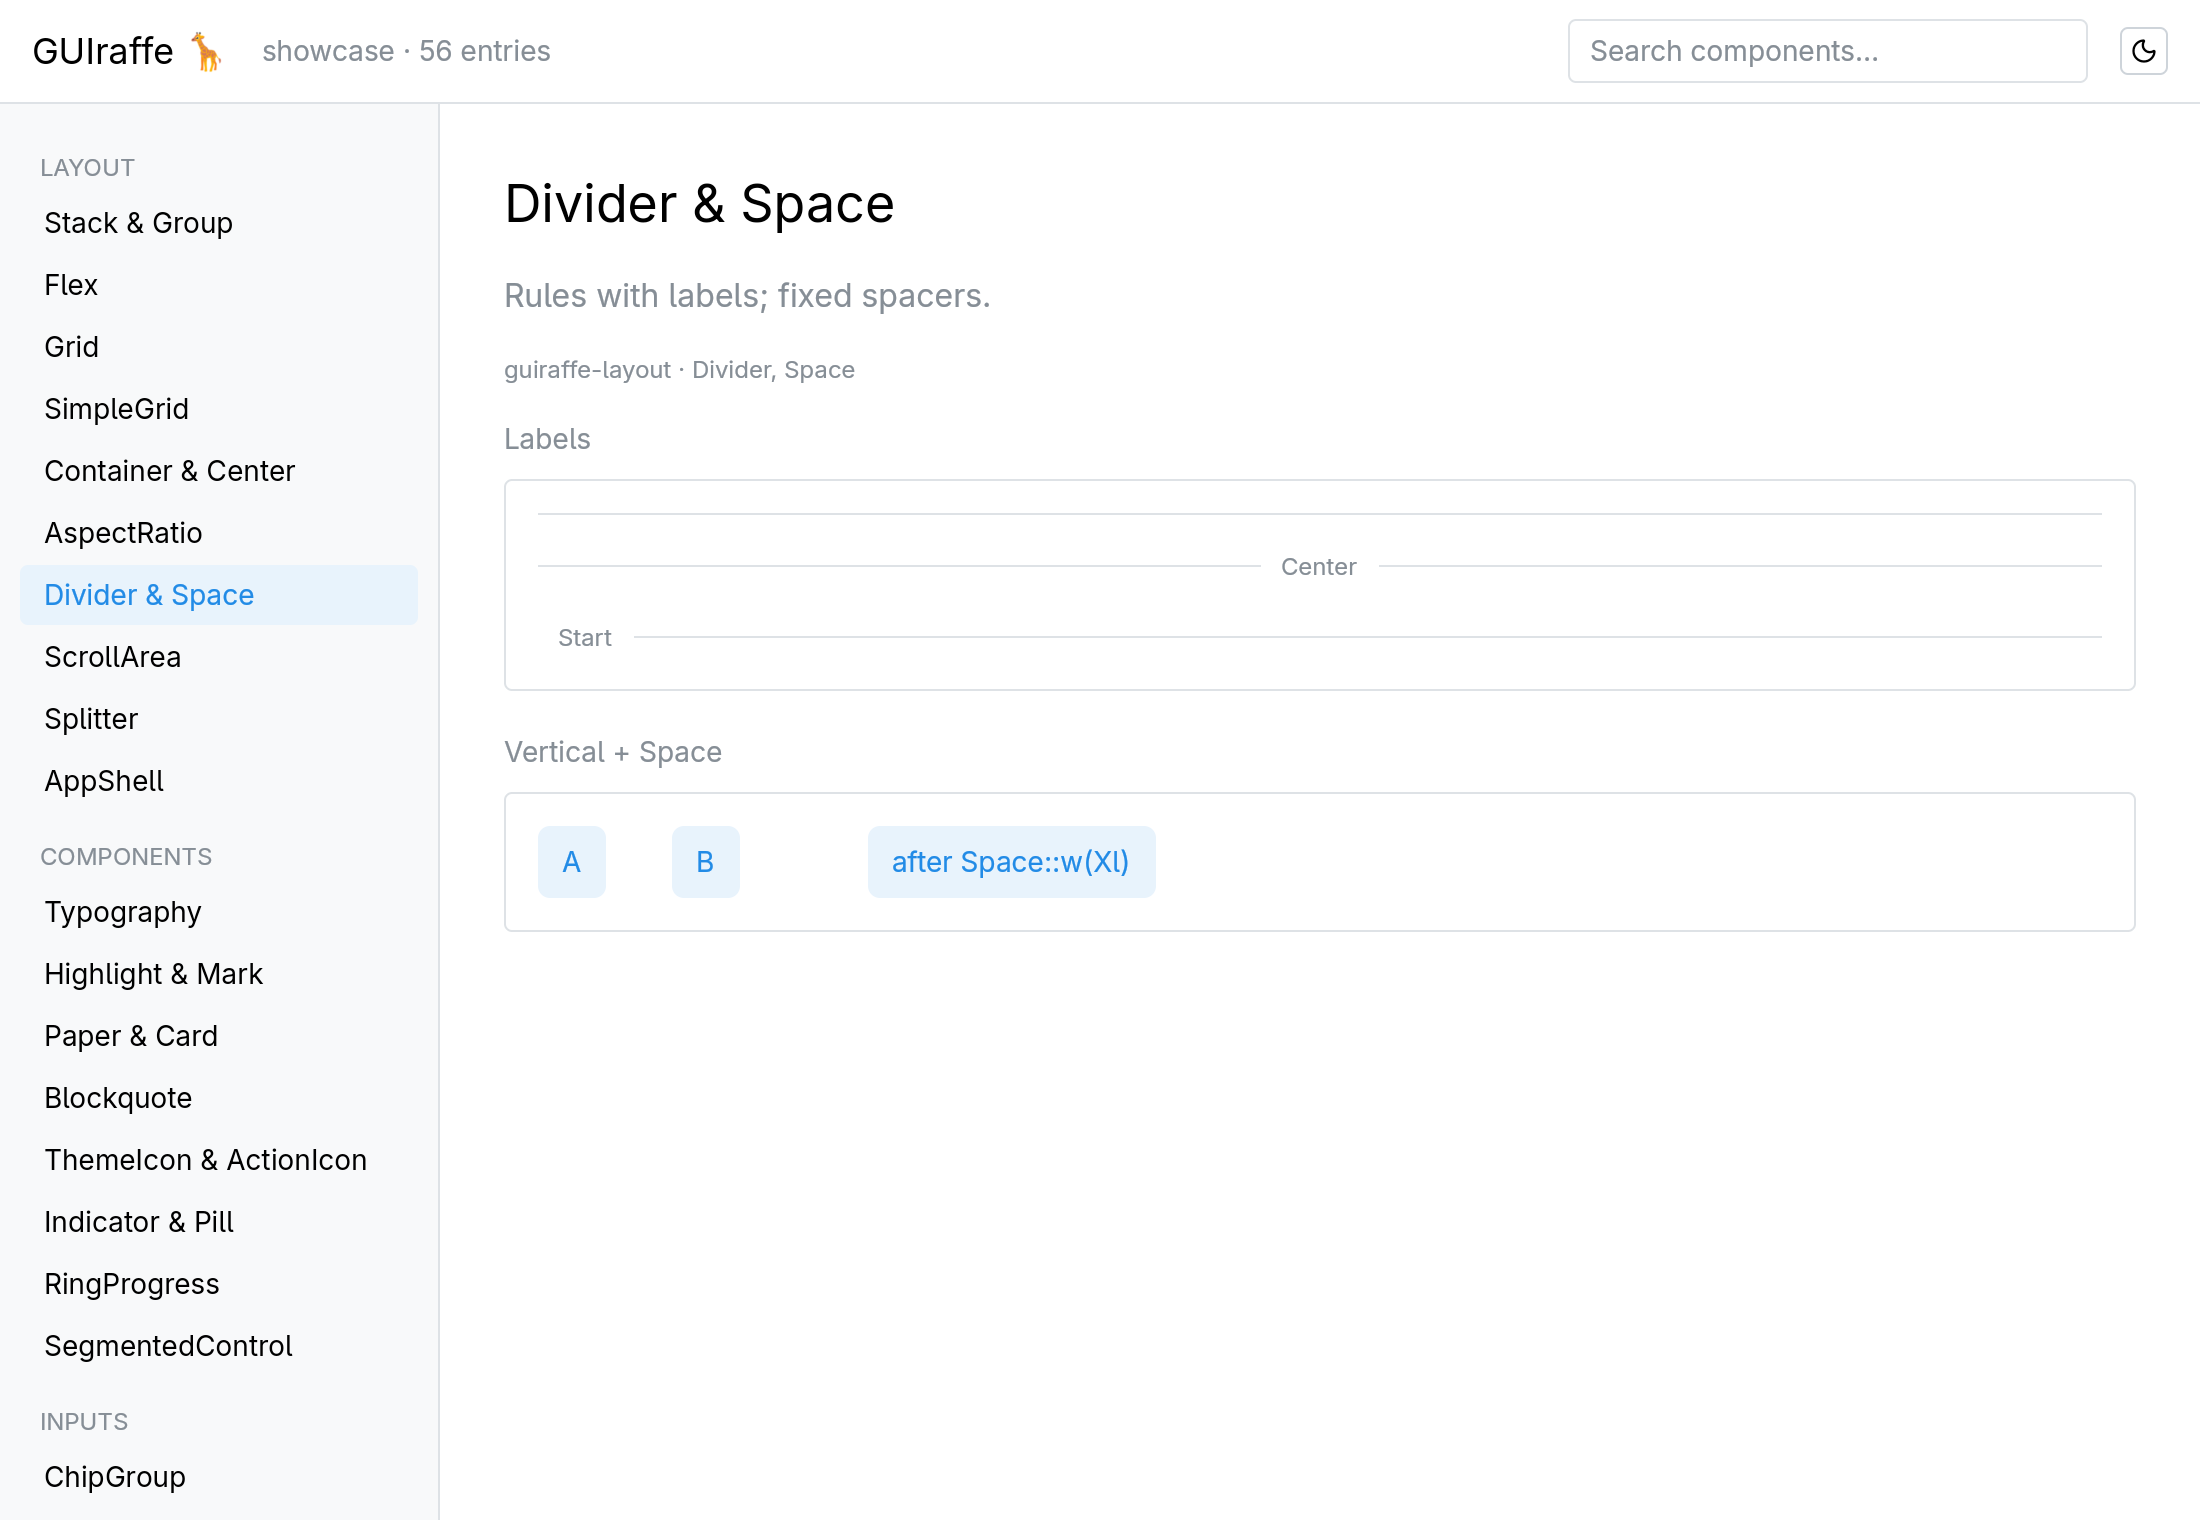 GUIraffe 🦒 showcase · 56 entries Search components...
LAYOUT
Stack & Group
Flex
Grid
SimpleGrid
Container & Center
AspectRatio
Divider & Space
ScrollArea
Splitter
AppShell
COMPONENTS
Typography
Highlight & Mark
Paper & Card
Blockquote
ThemeIcon & ActionIcon
Indicator & Pill
RingProgress
SegmentedControl
INPUTS
ChipGroup
Divider & Space
Rules with labels; fixed spacers.
guiraffe-layout · Divider, Space
Labels
Center
Start
Vertical + Space
A B after Space::w(Xl)